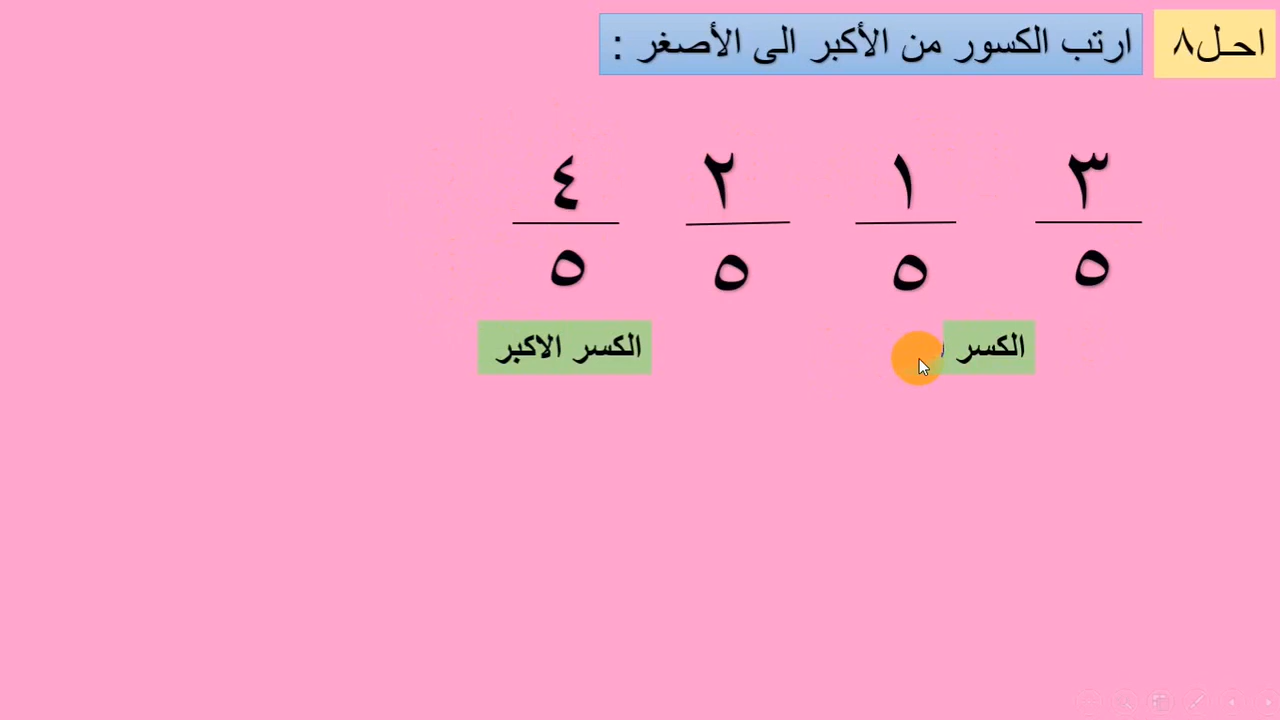 احـل٨ ارتب الكسور من الأكبر الى الأصغر :
٣ ١ ٢ ٤
٥ ٥ ٥ ٥
الكسر الكسر الاكبر